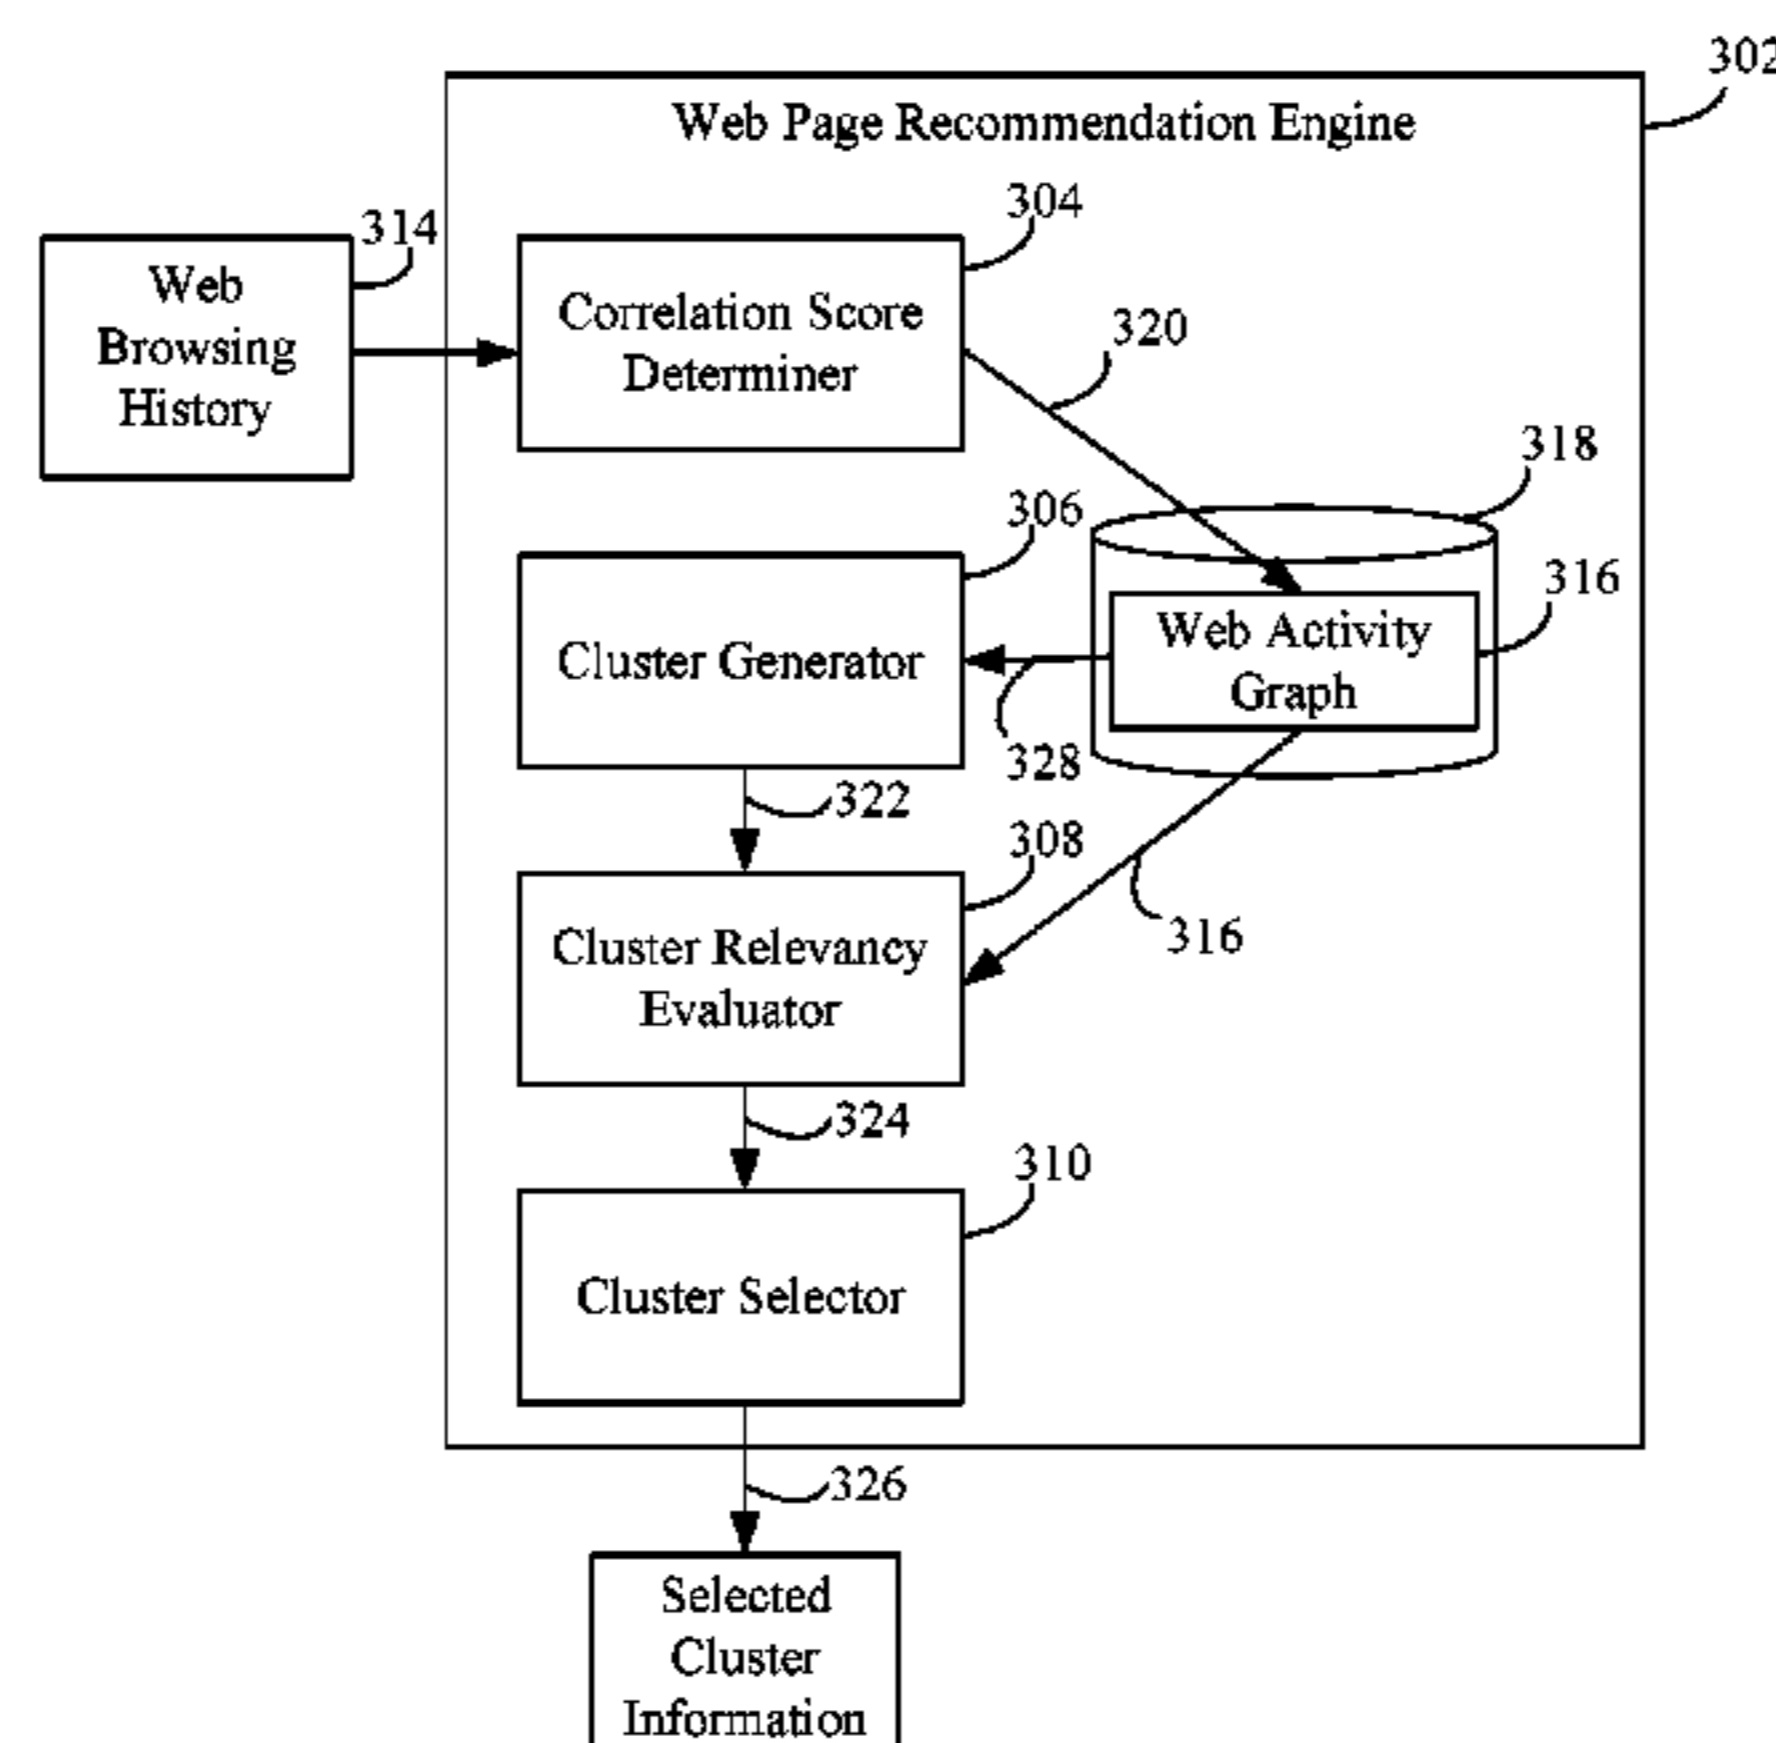 302
Web Page Recommendation Engine
304
314
Web
Browsing
History
Correlation Score
Determiner
320
318
306
316
Web Activity
Graph
Cluster Generator
328
322
308
316
Cluster Relevancy
Evaluator
324
310
Cluster Selector
326
Selected
Cluster
Information